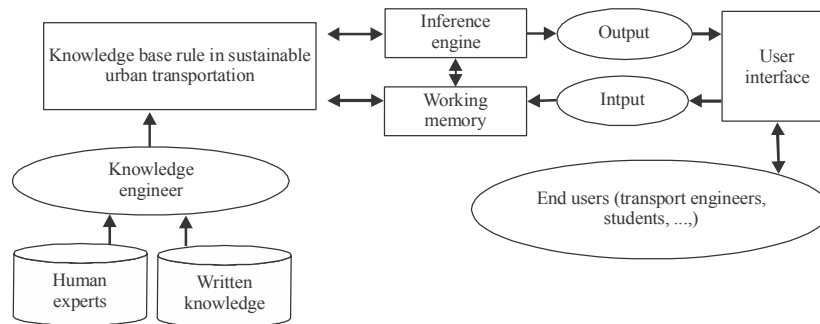 Knowledge base rule in sustainable
urban transportation
Inference
engine
Output
User
interface
Working
memory
Intput
Knowledge
engineer
End users (transport engineers,
students, ...,)
Human
experts
Written
knowledge